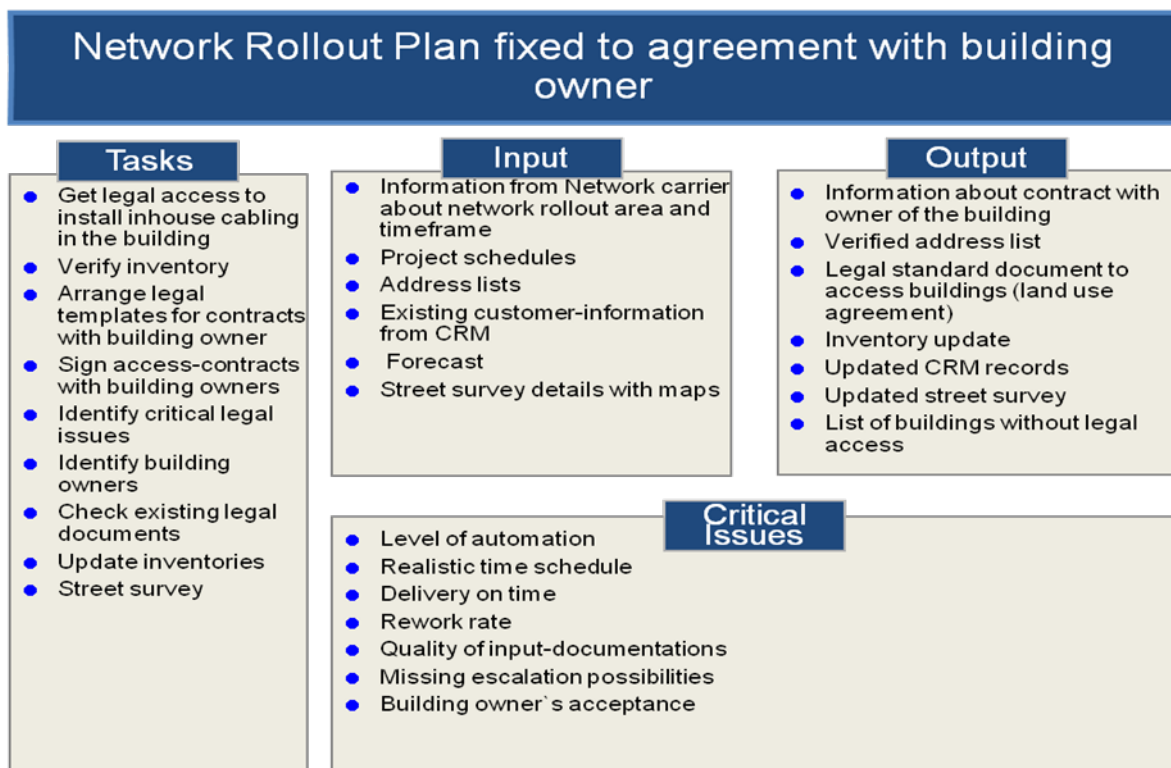 Network Rollout Plan fixed to agreement with building
owner
Tasks
Get legal access to
install inhouse cabling
in the building
Verify inventory
Arrange legal
templates for contracts
with building owner
Sign access-contracts
with building owners
Identify critical legal
issues
Identify building
owners
Check existing legal
documents
Update inventories
Street survey
Input
Information from Network carrier
about network rollout area and
timeframe
Project schedules
Address lists
Existing customer-information
from CRM
Forecast
Street survey details with maps
Output
Information about contract with
owner of the building
Verified address list
Legal standard document to
access buildings (land use
agreement)
Inventory update
Updated CRM records
Updated street survey
List of buildings without legal
access
Critical
Issues
Level of automation
Realistic time schedule
Delivery on time
Rework rate
Quality of input-documentations
Missing escalation possibilities
Building owner`s acceptance